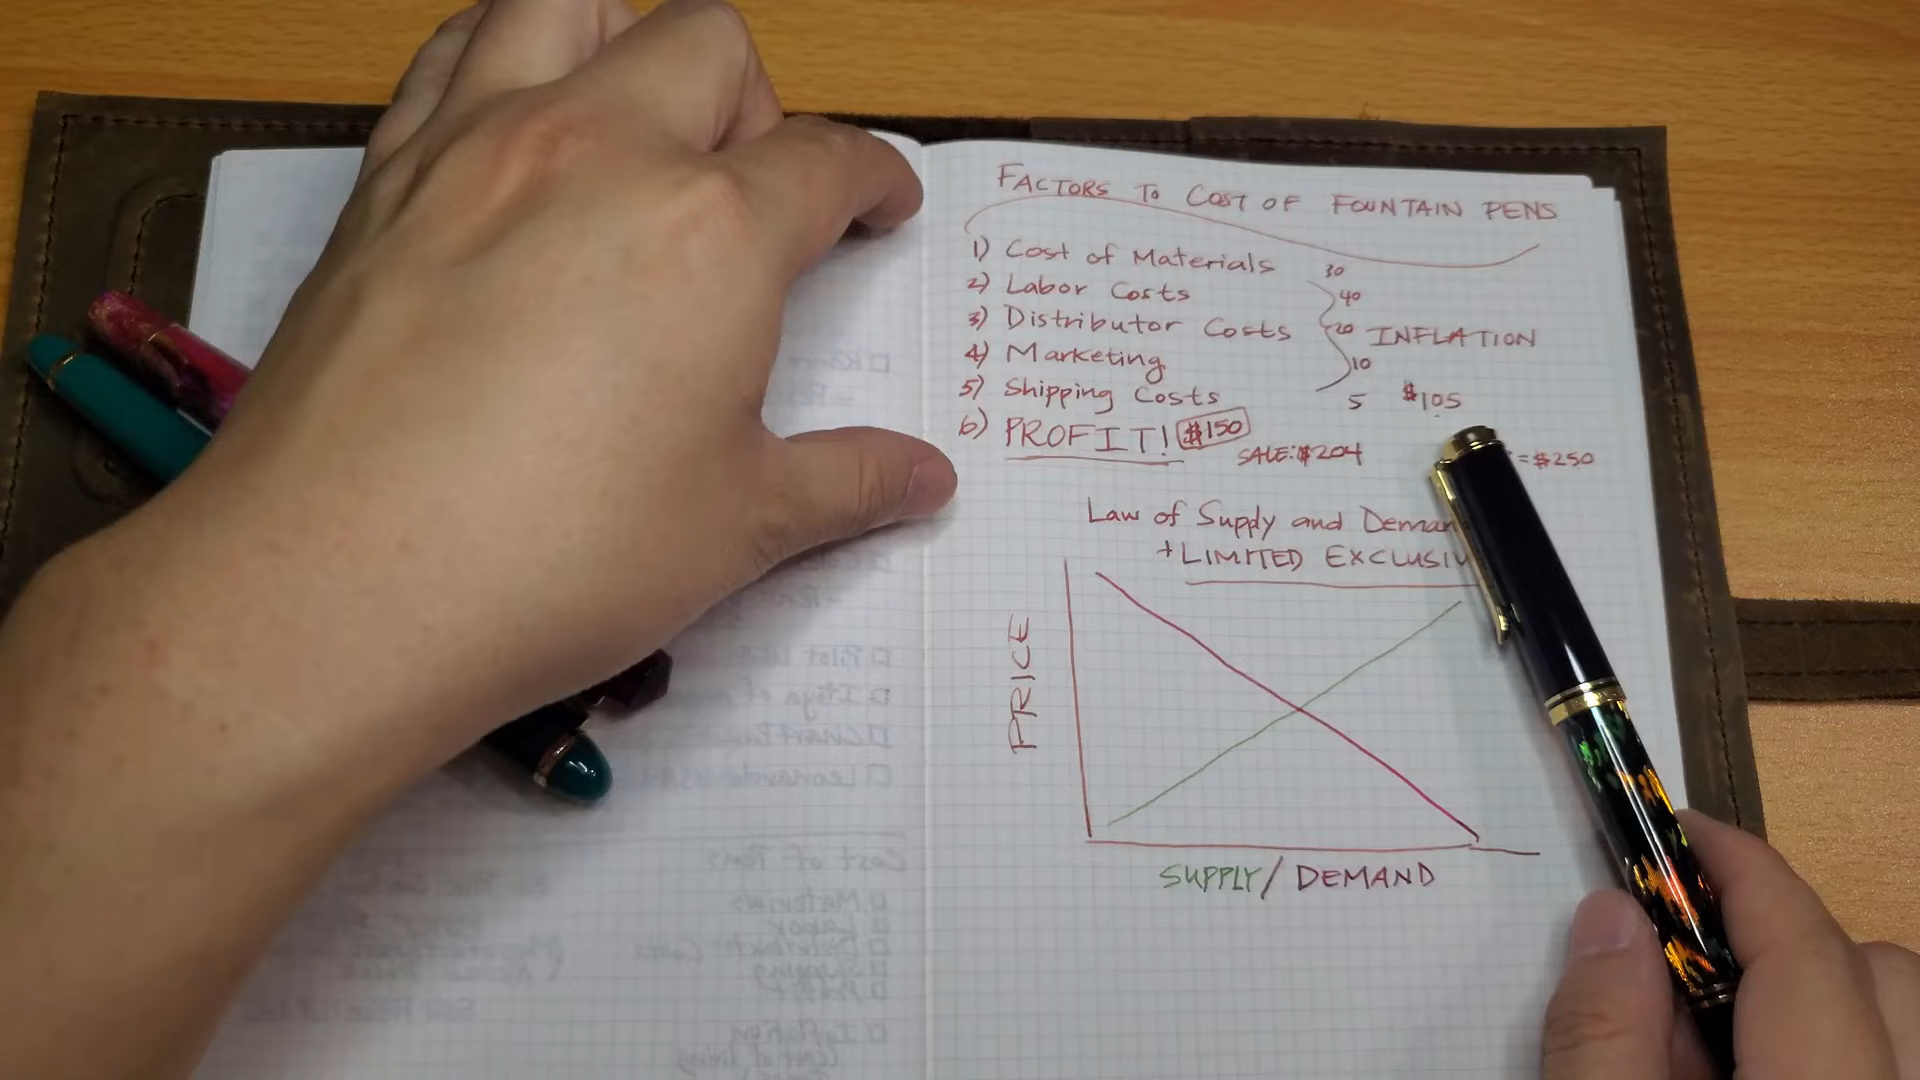 FACTORS TO COST OF FOUNTAIN PENS
1) Cost of Materials 30
2) Labor Costs 40
3) Distributor Costs 20 INFLATION
4) Marketing 10
5) Shipping Costs 5 $105
6) PROFIT! $150
SALE: $204 = $250
Law of Supply and Deman
+ LIMITED EXCLUSIV
PRICE
SUPPLY / DEMAND